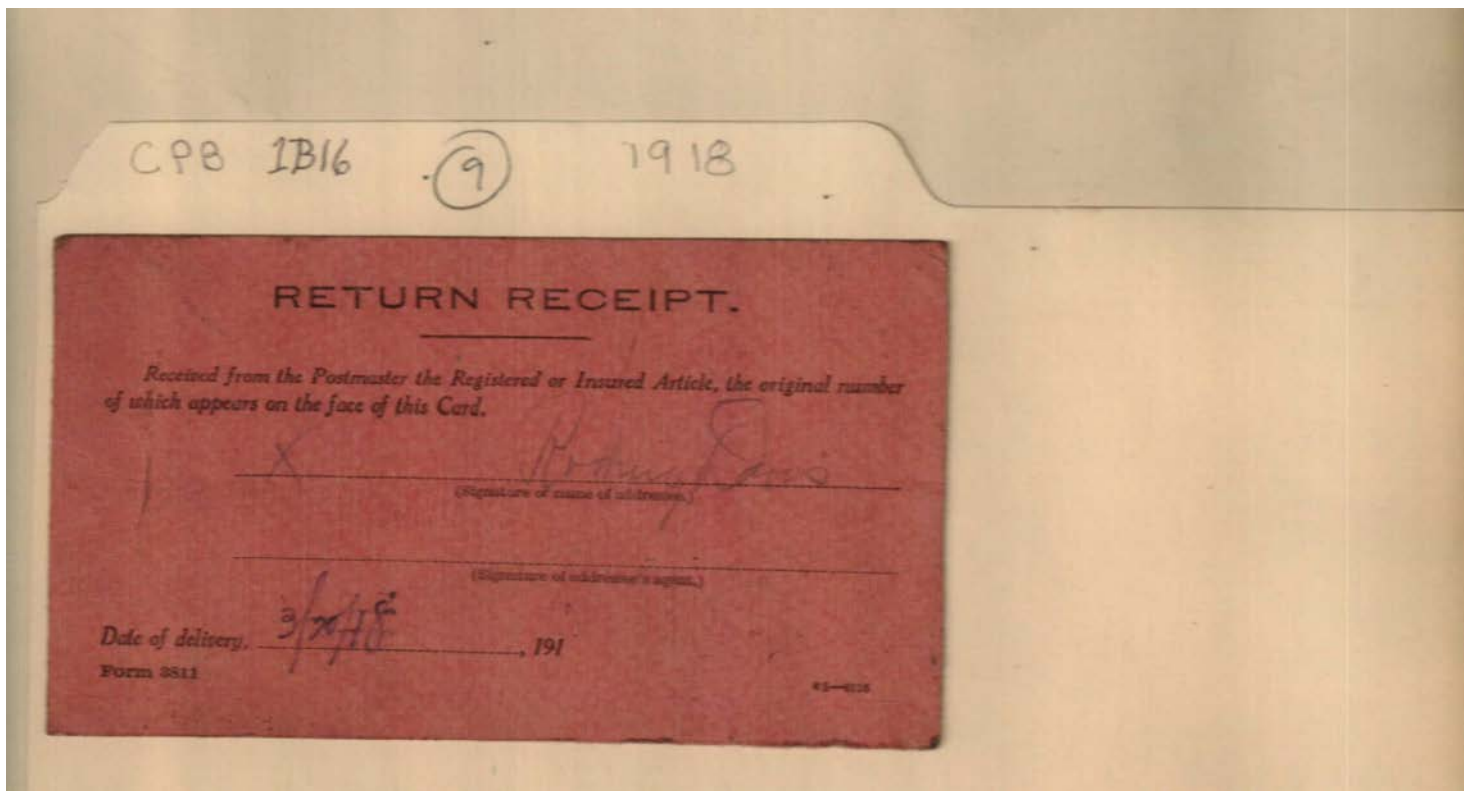 CPB 1B16 9 1918
RETURN RECEIPT.
Received from the Postmaster the Registered or Insured Article, the original number
of which appears on the face of this Card.
X Rodney Davis
(Signature or name of addressee.)
(Signature of addressee's agent.)
Date of delivery, 3/20/18, 191
Form 3811